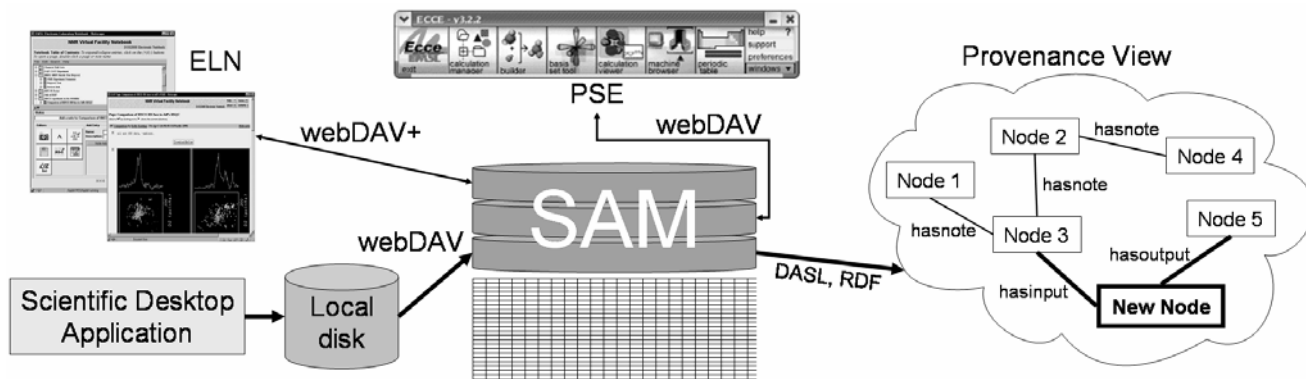 ELN
ECCE - v3.2.2
Ecce
exit
calculation
manager
builder
basis
set tool
calculation
viewer
machine
browser
periodic
table
help ?
support
preferences
windows
PSE
webDAV+
webDAV
SAM
webDAV
Scientific Desktop
Application
Local
disk
DASL, RDF
Provenance View
Node 2
hasnote
Node 4
Node 1
hasnote
Node 5
hasnote
Node 3
hasoutput
hasinput
New Node